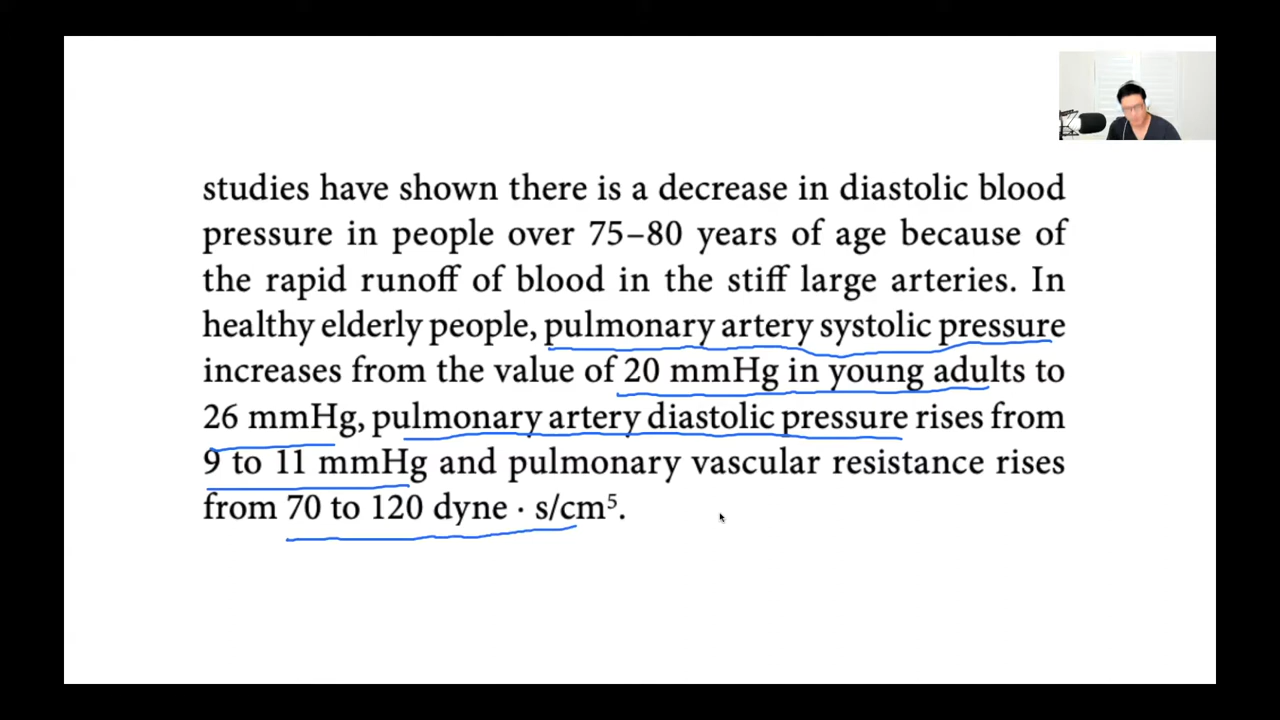 studies have shown there is a decrease in diastolic blood
pressure in people over 75–80 years of age because of
the rapid runoff of blood in the stiff large arteries. In
healthy elderly people, pulmonary artery systolic pressure
increases from the value of 20 mmHg in young adults to
26 mmHg, pulmonary artery diastolic pressure rises from
9 to 11 mmHg and pulmonary vascular resistance rises
from 70 to 120 dyne · s/cm⁵.